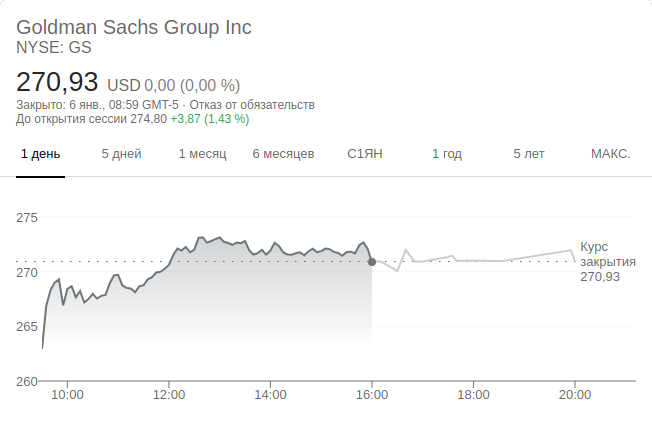 Goldman Sachs Group Inc
NYSE: GS
270,93 USD 0,00 (0,00 %)
Закрыто: 6 янв., 08:59 GMT-5 · Отказ от обязательств
До открытия сессии 274,80 +3,87 (1,43 %)
1 день 5 дней 1 месяц 6 месяцев С1ЯН 1 год 5 лет МАКС.
275
270
265
260
Курс
закрытия
270,93
10:00 12:00 14:00 16:00 18:00 20:00